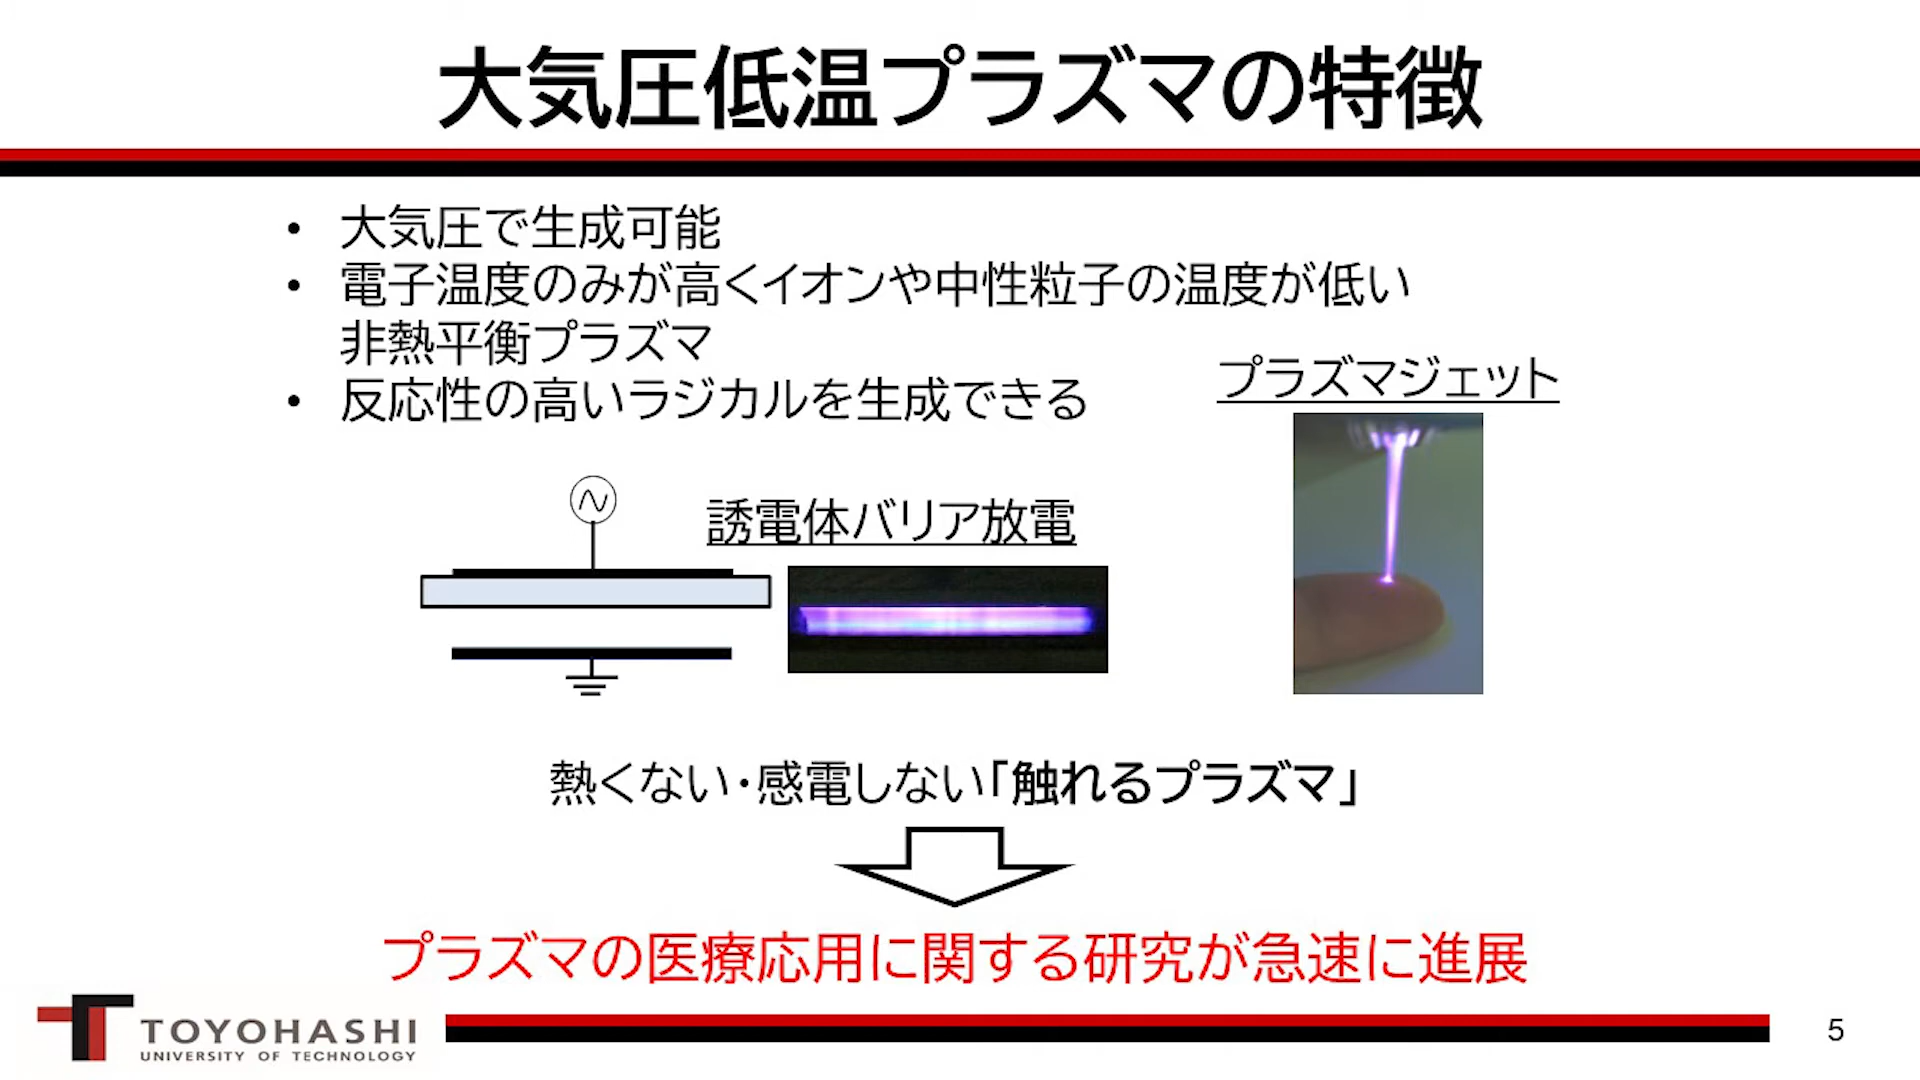 大気圧低温プラズマの特徴
• 大気圧で生成可能
• 電子温度のみが高くイオンや中性粒子の温度が低い
非熱平衡プラズマ
• 反応性の高いラジカルを生成できる
プラズマジェット
誘電体バリア放電
熱くない・感電しない「触れるプラズマ」
プラズマの医療応用に関する研究が急速に進展
TOYOHASHI
UNIVERSITY OF TECHNOLOGY
5